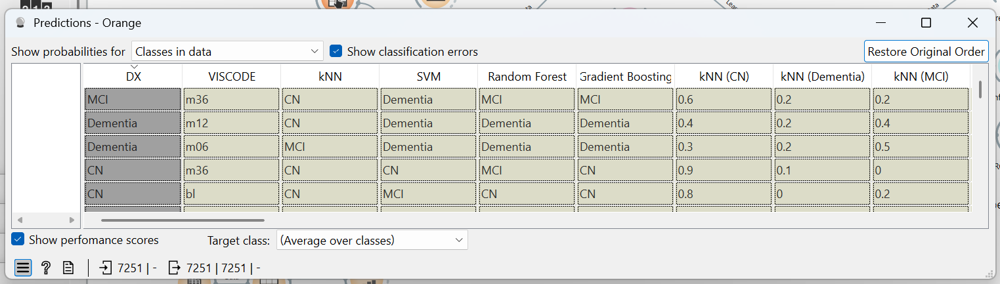 Predictions - Orange
Show probabilities for Classes in data Show classification errors Restore Original Order
DX VISCODE kNN SVM Random Forest Gradient Boosting kNN (CN) kNN (Dementia) kNN (MCI)
MCI m36 CN Dementia MCI MCI 0.6 0.2 0.2
Dementia m12 CN Dementia Dementia Dementia 0.4 0.2 0.4
Dementia m06 MCI Dementia Dementia Dementia 0.3 0.2 0.5
CN m36 CN CN MCI CN 0.9 0.1 0
CN bl CN MCI CN CN 0.8 0 0.2
Show perfomance scores Target class: (Average over classes)
? 7251 | - 7251 | 7251 | -